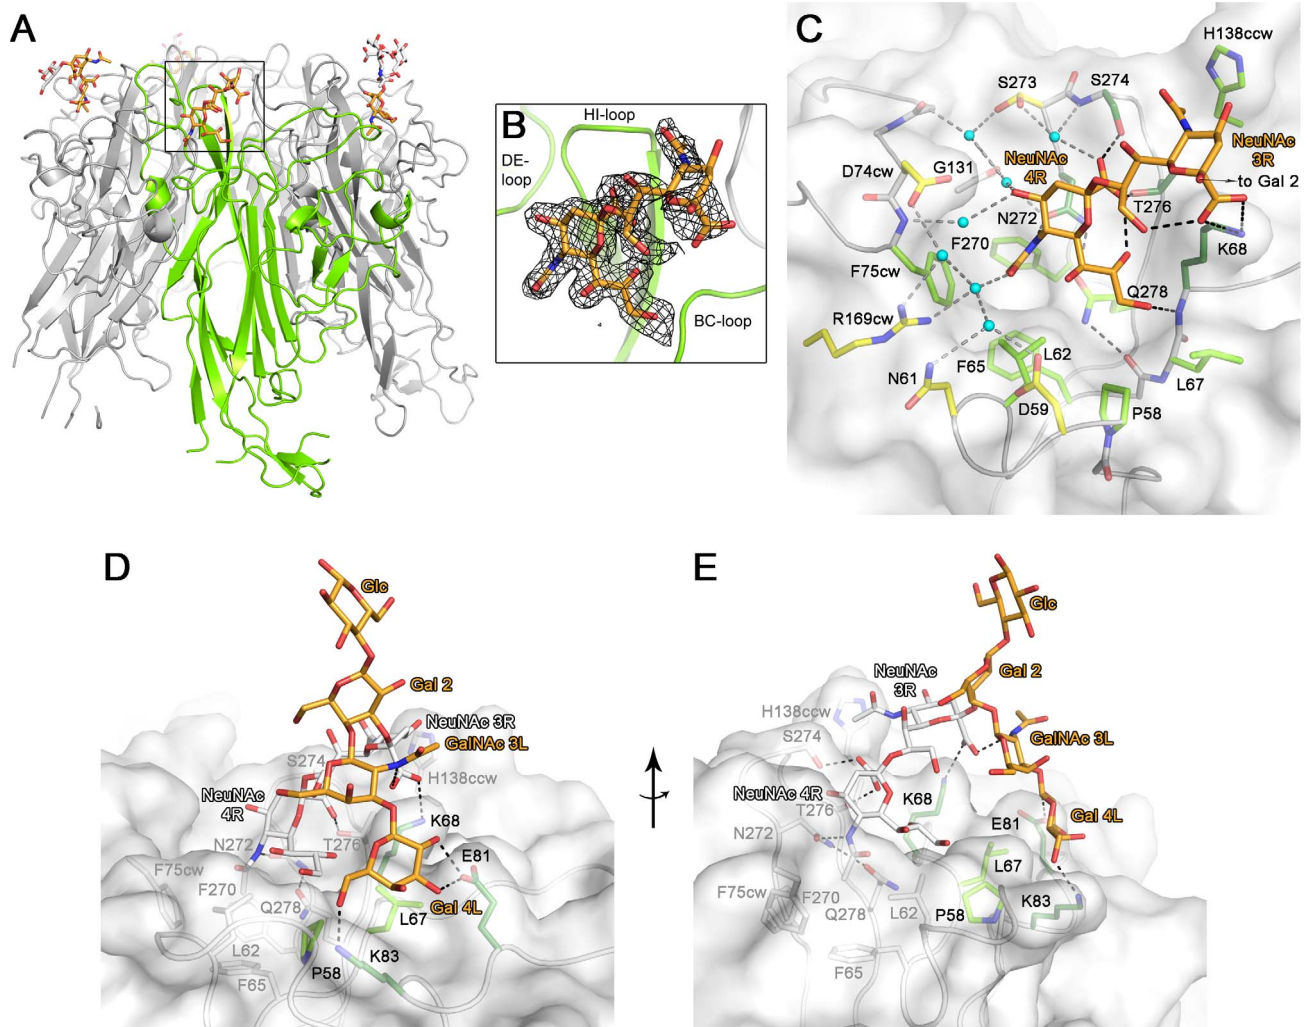 A
B
HI-loop
DE-
loop
BC-loop
C
H138ccw
S273
S274
NeuNAc
4R
NeuNAc
3R
to Gal 2
D74cw
G131
T276
N272
K68
F270
F75cw
Q278
R169cw
L62
F65
N61
L67
D59
P58
D
Glc
Gal 2
NeuNAc 3R
GalNAc 3L
S274
H138ccw
NeuNAc
4R
K68
N272
T276
E81
F75cw
F270
Gal 4L
Q278
L67
L62
K83
P58
F65
E
Glc
NeuNAc
3R
Gal 2
H138ccw
S274
GalNAc 3L
NeuNAc 4R
K68
T276
Gal 4L
N272
E81
L67
F75cw
F270
Q278
L62
P58
K83
F65